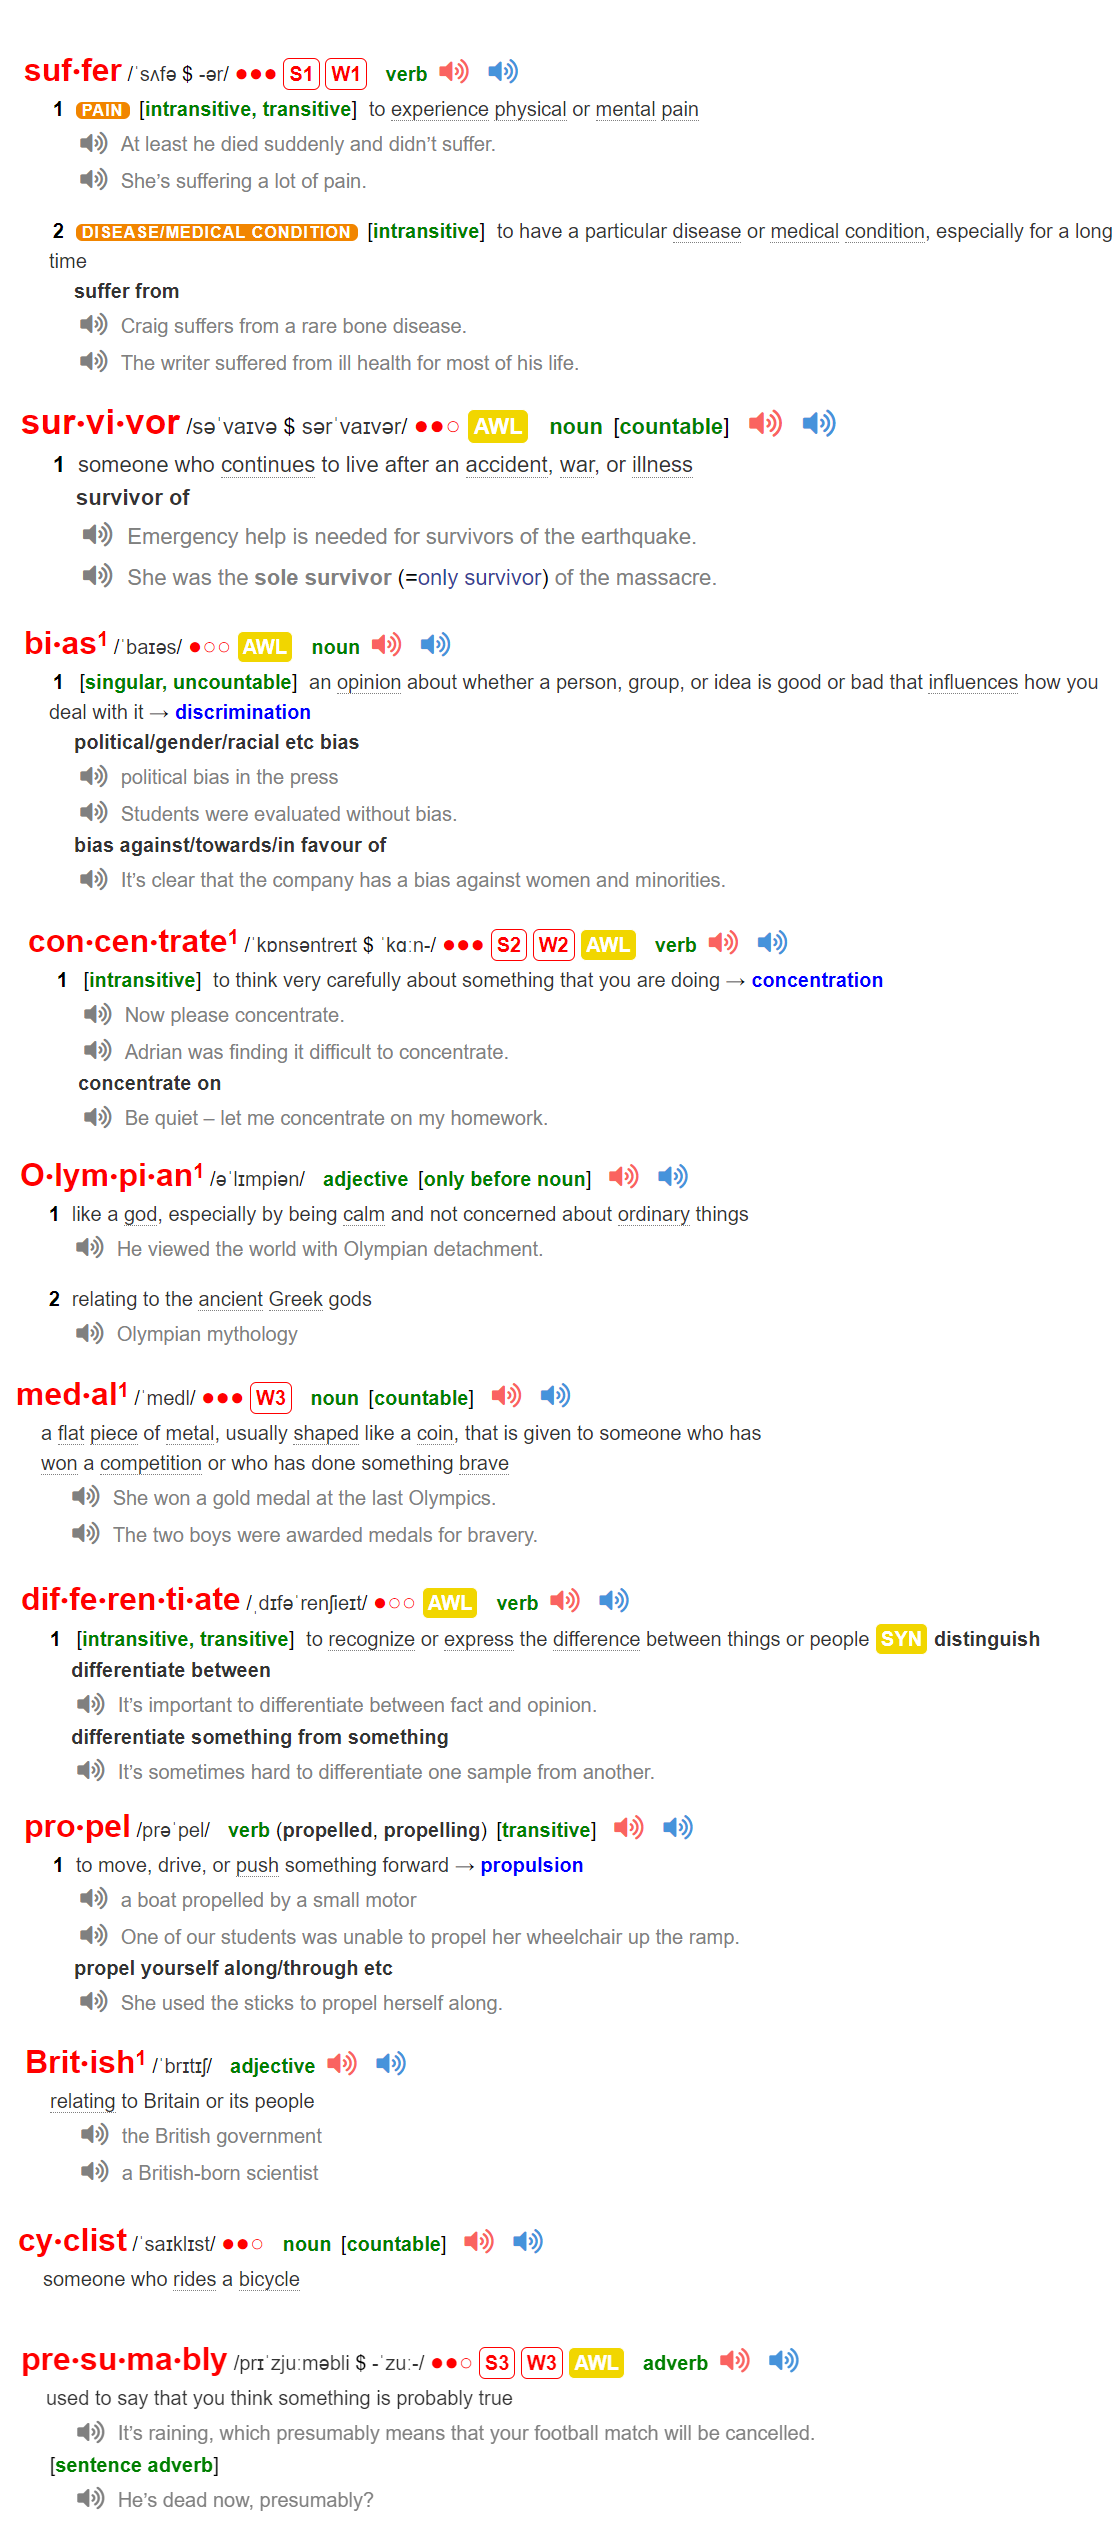 suf·fer /ˈsʌfə $ -ər/ ●●● S1 W1 verb
1 PAIN [intransitive, transitive] to experience physical or mental pain
At least he died suddenly and didn’t suffer.
She’s suffering a lot of pain.
2 DISEASE/MEDICAL CONDITION [intransitive] to have a particular disease or medical condition, especially for a long
time
suffer from
Craig suffers from a rare bone disease.
The writer suffered from ill health for most of his life.
sur·vi·vor /səˈvaɪvə $ sərˈvaɪvər/ ●●○ AWL noun [countable]
1 someone who continues to live after an accident, war, or illness
survivor of
Emergency help is needed for survivors of the earthquake.
She was the sole survivor (=only survivor) of the massacre.
bi·as¹ /ˈbaɪəs/ ●○○ AWL noun
1 [singular, uncountable] an opinion about whether a person, group, or idea is good or bad that influences how you
deal with it → discrimination
political/gender/racial etc bias
political bias in the press
Students were evaluated without bias.
bias against/towards/in favour of
It’s clear that the company has a bias against women and minorities.
con·cen·trate¹ /ˈkɒnsəntreɪt $ ˈkɑːn-/ ●●● S2 W2 AWL verb
1 [intransitive] to think very carefully about something that you are doing → concentration
Now please concentrate.
Adrian was finding it difficult to concentrate.
concentrate on
Be quiet – let me concentrate on my homework.
O·lym·pi·an¹ /əˈlɪmpiən/ adjective [only before noun]
1 like a god, especially by being calm and not concerned about ordinary things
He viewed the world with Olympian detachment.
2 relating to the ancient Greek gods
Olympian mythology
med·al¹ /ˈmedl/ ●●● W3 noun [countable]
a flat piece of metal, usually shaped like a coin, that is given to someone who has
won a competition or who has done something brave
She won a gold medal at the last Olympics.
The two boys were awarded medals for bravery.
dif·fe·ren·ti·ate /ˌdɪfəˈrenʃieɪt/ ●○○ AWL verb
1 [intransitive, transitive] to recognize or express the difference between things or people SYN distinguish
differentiate between
It’s important to differentiate between fact and opinion.
differentiate something from something
It’s sometimes hard to differentiate one sample from another.
pro·pel /prəˈpel/ verb (propelled, propelling) [transitive]
1 to move, drive, or push something forward → propulsion
a boat propelled by a small motor
One of our students was unable to propel her wheelchair up the ramp.
propel yourself along/through etc
She used the sticks to propel herself along.
Brit·ish¹ /ˈbrɪtɪʃ/ adjective
relating to Britain or its people
the British government
a British-born scientist
cy·clist /ˈsaɪklɪst/ ●●○ noun [countable]
someone who rides a bicycle
pre·su·ma·bly /prɪˈzjuːməbli $ -ˈzuː-/ ●●○ S3 W3 AWL adverb
used to say that you think something is probably true
It’s raining, which presumably means that your football match will be cancelled.
[sentence adverb]
He’s dead now, presumably?